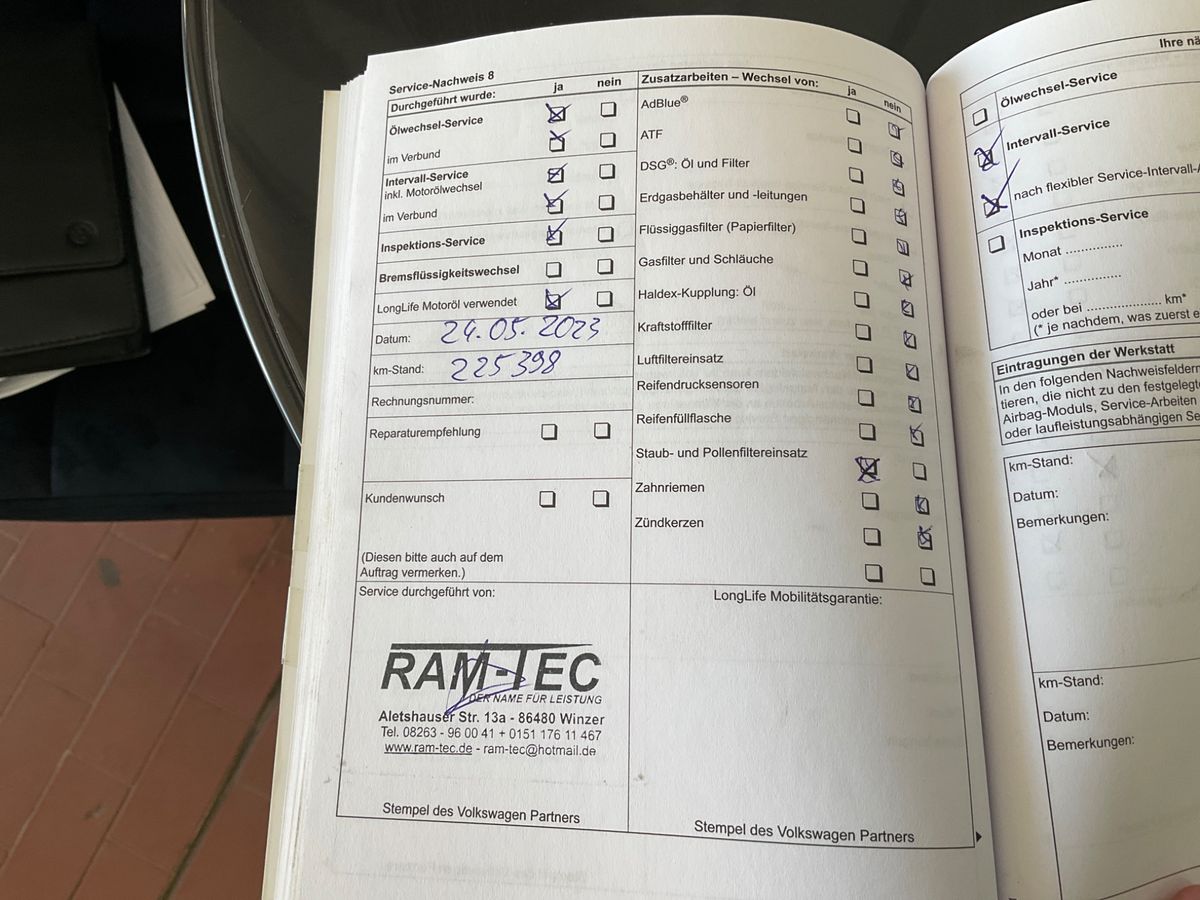 Service-Nachweis 8
Durchgeführt wurde: ja nein
Ölwechsel-Service
im Verbund
Intervall-Service
inkl. Motorölwechsel
im Verbund
Inspektions-Service
Bremsflüssigkeitswechsel
LongLife Motoröl verwendet
Datum: 24.05.2023
km-Stand: 225398
Rechnungsnummer:
Reparaturempfehlung
Kundenwunsch
(Diesen bitte auch auf dem
Auftrag vermerken.)
Service durchgeführt von:
RAM-TEC
DER NAME FÜR LEISTUNG
Aletshauser Str. 13a - 86480 Winzer
Tel. 08263 - 96 00 41 + 0151 176 11 467
www.ram-tec.de - ram-tec@hotmail.de
Stempel des Volkswagen Partners
Zusatzarbeiten – Wechsel von: ja nein
AdBlue®
ATF
DSG®: Öl und Filter
Erdgasbehälter und -leitungen
Flüssiggasfilter (Papierfilter)
Gasfilter und Schläuche
Haldex-Kupplung: Öl
Kraftstofffilter
Luftfiltereinsatz
Reifendrucksensoren
Reifenfüllflasche
Staub- und Pollenfiltereinsatz
Zahnriemen
Zündkerzen
LongLife Mobilitätsgarantie:
Stempel des Volkswagen Partners
Ihre
Ölwechsel-Service
Intervall-Service
nach flexibler Service-Intervall-
Inspektions-Service
Monat ..............
Jahr* ..............
oder bei .................. km*
(* je nachdem, was zuerst
Eintragungen der Werkstatt
In den folgenden Nachweisfeldern
tieren, die nicht zu den festgelegt
Airbag-Moduls, Service-Arbeiten
oder laufleistungsabhängigen
km-Stand:
Datum:
Bemerkungen:
km-Stand:
Datum:
Bemerkungen: